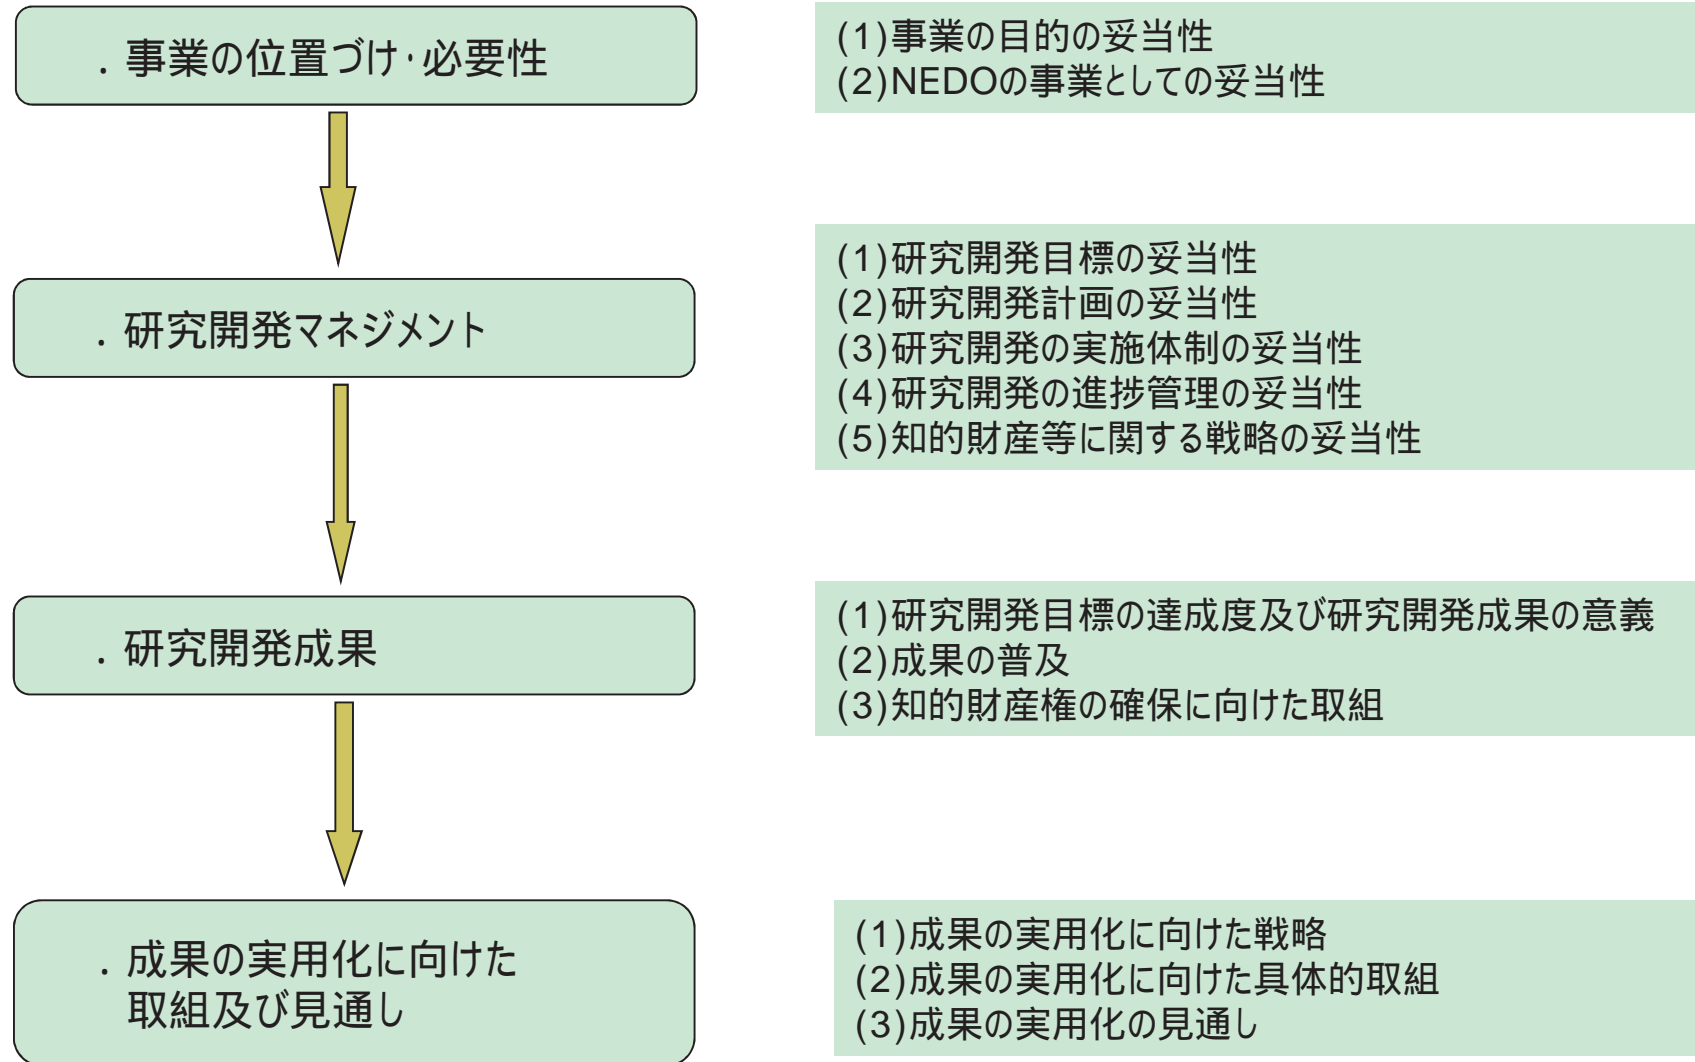 ．事業の位置づけ・必要性
(1)事業の目的の妥当性
(2)NEDOの事業としての妥当性
．研究開発マネジメント
(1)研究開発目標の妥当性
(2)研究開発計画の妥当性
(3)研究開発の実施体制の妥当性
(4)研究開発の進捗管理の妥当性
(5)知的財産等に関する戦略の妥当性
．研究開発成果
(1)研究開発目標の達成度及び研究開発成果の意義
(2)成果の普及
(3)知的財産権の確保に向けた取組
．成果の実用化に向けた
取組及び見通し
(1)成果の実用化に向けた戦略
(2)成果の実用化に向けた具体的取組
(3)成果の実用化の見通し